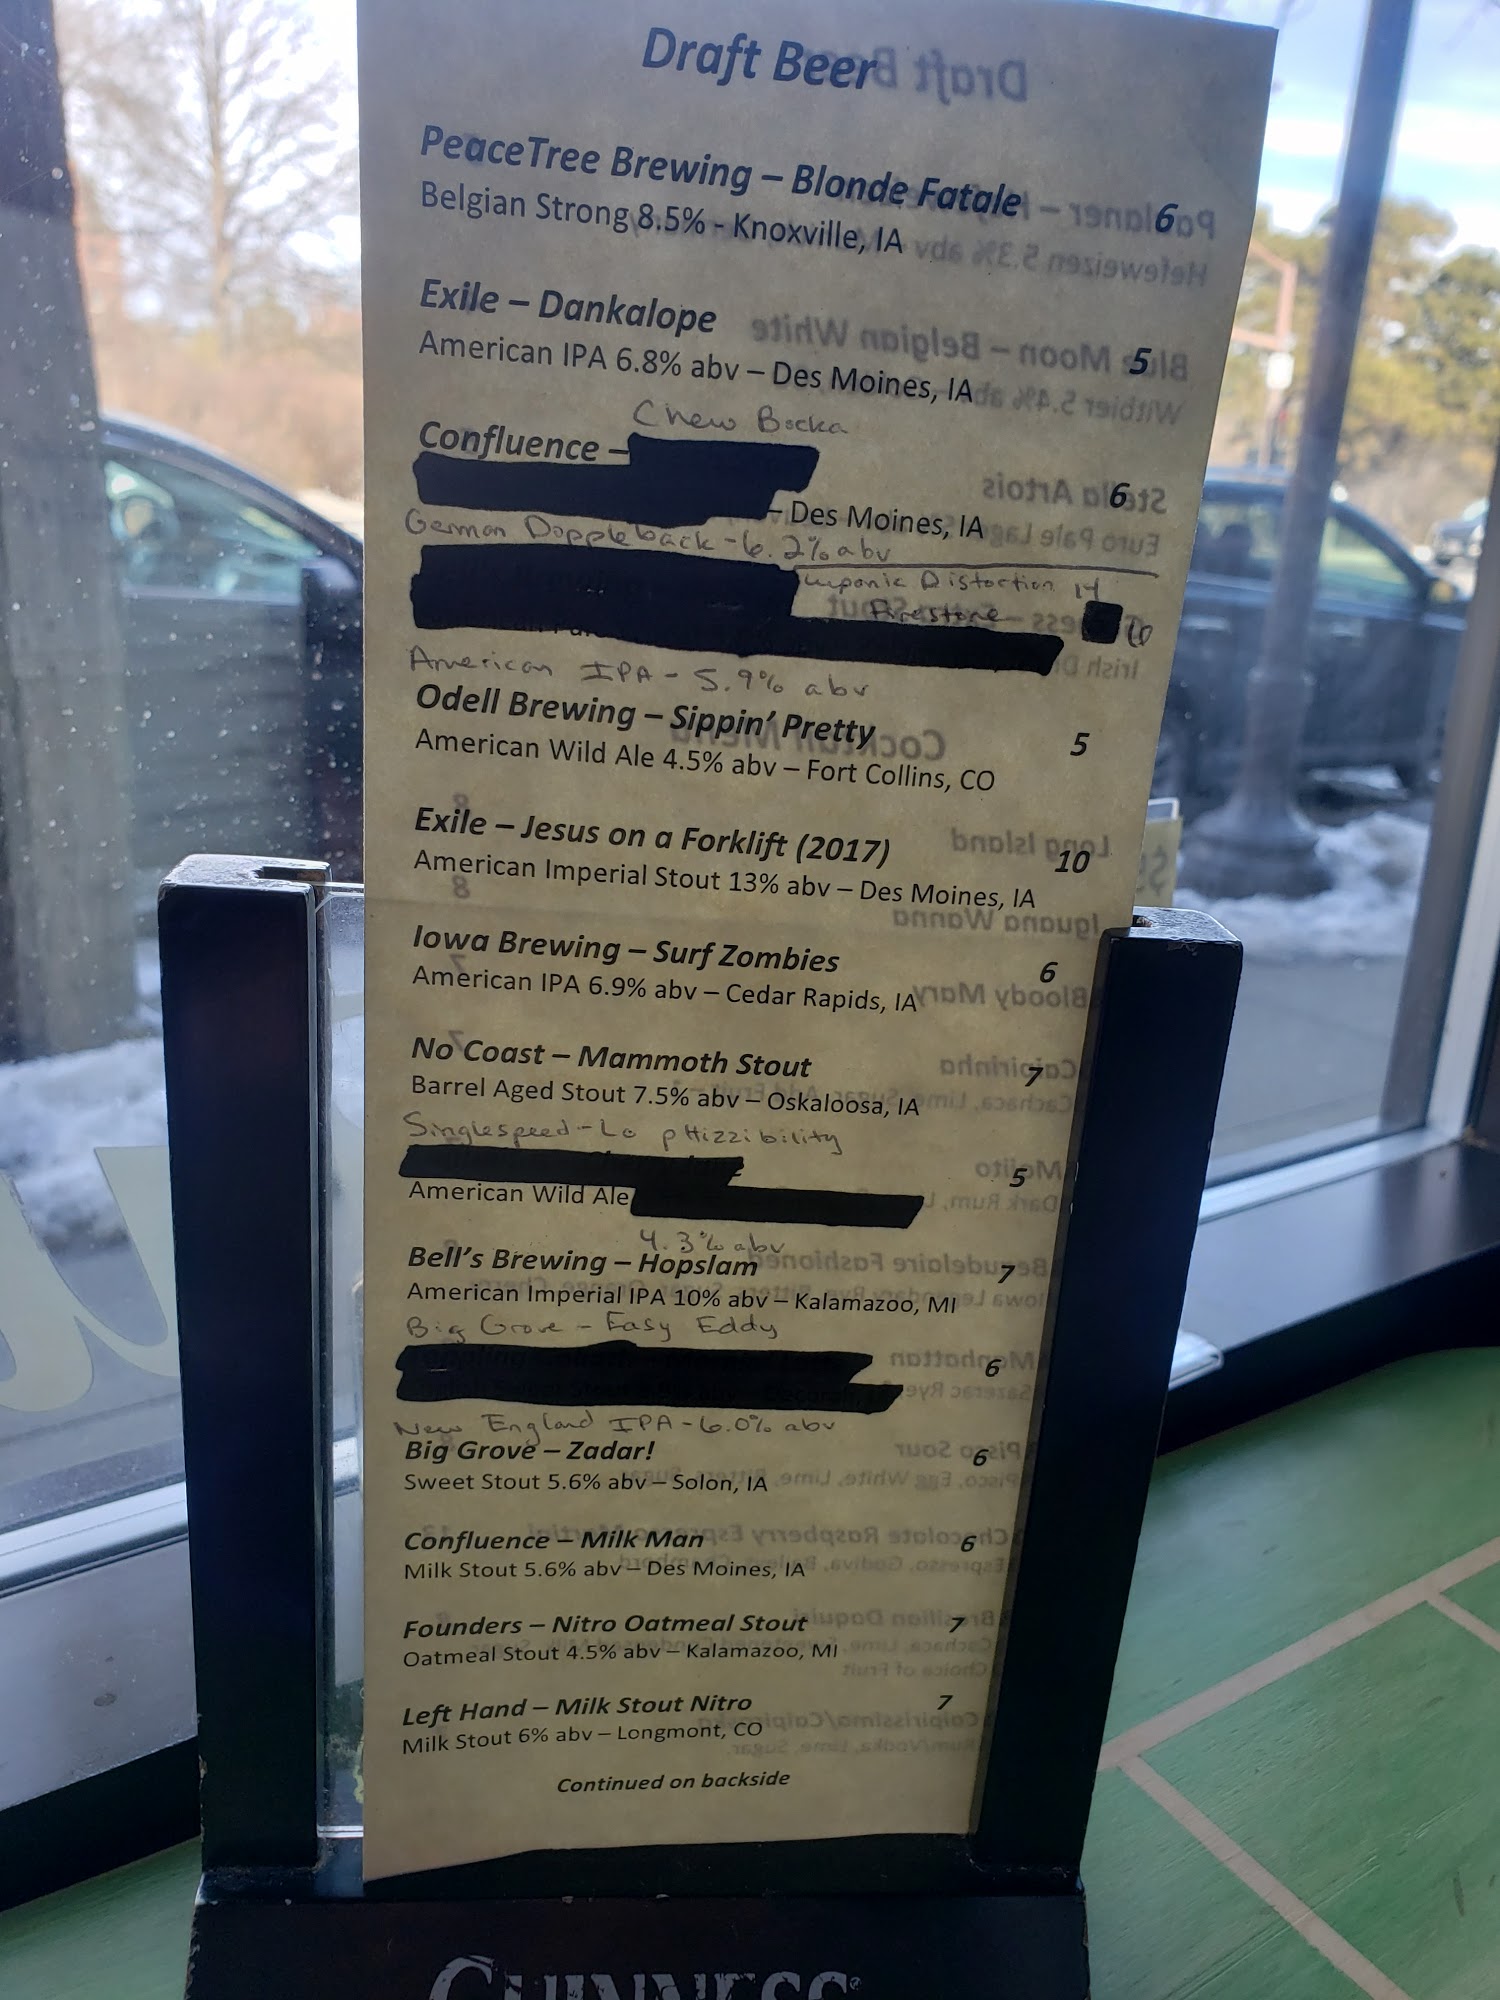 Draft Beer
PeaceTree Brewing – Blonde Fatale 6
Belgian Strong 8.5% - Knoxville, IA
Exile – Dankalope 5
American IPA 6.8% abv – Des Moines, IA
Chew Bocka
Confluence – 6
– Des Moines, IA
German Doppleback - 6.2% abv
Distortion 14
Firestone 6
American IPA - 5.9% abv
Odell Brewing – Sippin' Pretty 5
American Wild Ale 4.5% abv – Fort Collins, CO
Exile – Jesus on a Forklift (2017) 10
American Imperial Stout 13% abv – Des Moines, IA
Iowa Brewing – Surf Zombies 6
American IPA 6.9% abv – Cedar Rapids, IA
No Coast – Mammoth Stout 7
Barrel Aged Stout 7.5% abv – Oskaloosa, IA
Singlespeed - Lo pHizzibility
5
American Wild Ale
4.3% abv
Bell's Brewing – Hopslam 7
American Imperial IPA 10% abv – Kalamazoo, MI
Big Grove - Easy Eddy
6
New England IPA - 6.0% abv
Big Grove – Zadar! 6
Sweet Stout 5.6% abv – Solon, IA
Confluence – Milk Man 6
Milk Stout 5.6% abv – Des Moines, IA
Founders – Nitro Oatmeal Stout 7
Oatmeal Stout 4.5% abv – Kalamazoo, MI
Left Hand – Milk Stout Nitro 7
Milk Stout 6% abv – Longmont, CO
Continued on backside
GUINNESS